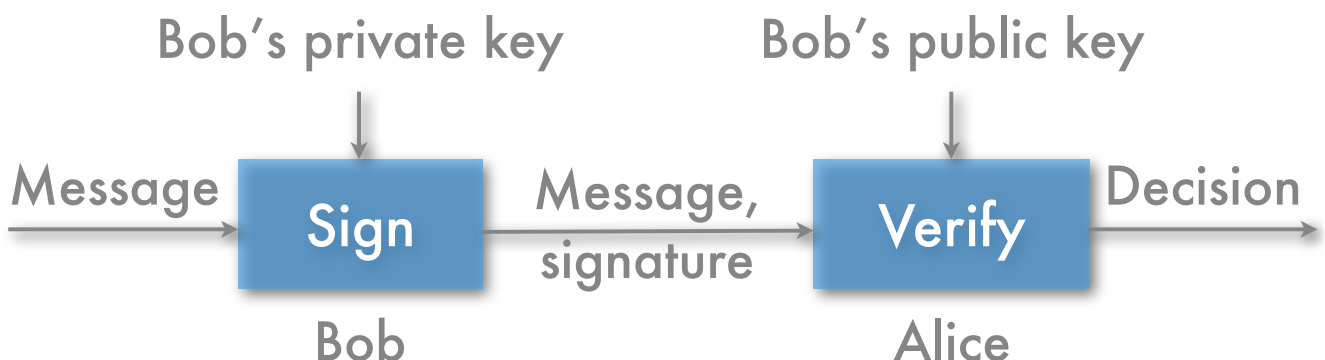 Bob’s private key
Bob’s public key
Message
Sign
Message,
signature
Verify
Decision
Bob
Alice